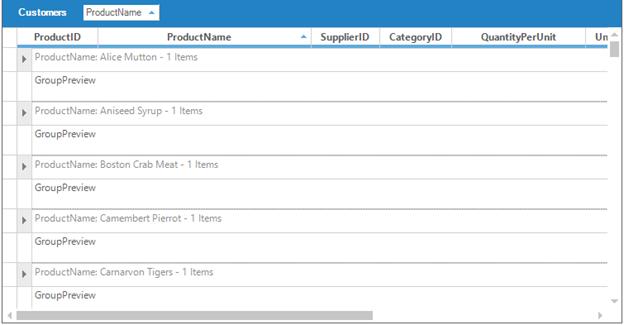 Customers ProductName
ProductID ProductName SupplierID CategoryID QuantityPerUnit Un
ProductName: Alice Mutton - 1 Items
GroupPreview
ProductName: Aniseed Syrup - 1 Items
GroupPreview
ProductName: Boston Crab Meat - 1 Items
GroupPreview
ProductName: Camembert Pierrot - 1 Items
GroupPreview
ProductName: Carnarvon Tigers - 1 Items
GroupPreview